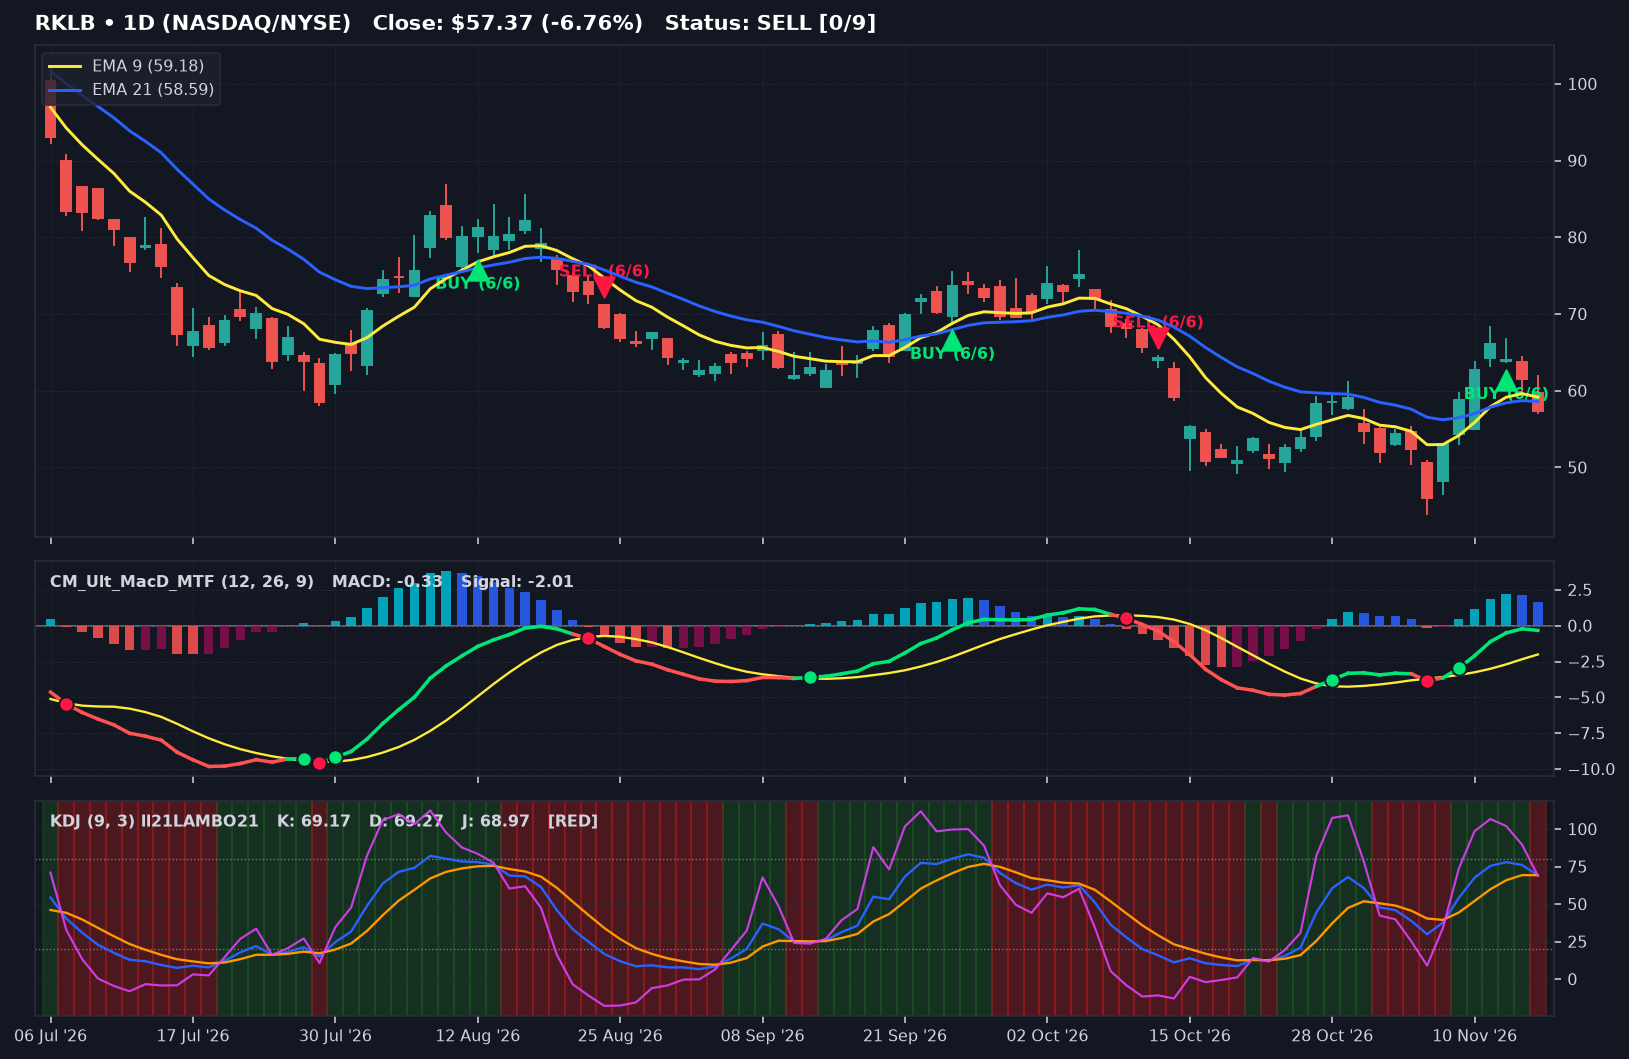 RKLB • 1D (NASDAQ/NYSE)   Close: $57.37 (-6.76%)   Status: SELL [0/9]
EMA 9 (59.18)
EMA 21 (58.59)
100
90
80
70
60
50
SELL (6/6)
BUY (6/6)
SELL (6/6)
BUY (6/6)
BUY (6/6)
CM_Ult_MacD_MTF (12, 26, 9)   MACD: -0.33   Signal: -2.01
2.5
0.0
−2.5
−5.0
−7.5
−10.0
KDJ (9, 3) II21LAMBO21   K: 69.17   D: 69.27   J: 68.97   [RED]
100
75
50
25
0
06 Jul '26   17 Jul '26   30 Jul '26   12 Aug '26   25 Aug '26   08 Sep '26   21 Sep '26   02 Oct '26   15 Oct '26   28 Oct '26   10 Nov '26